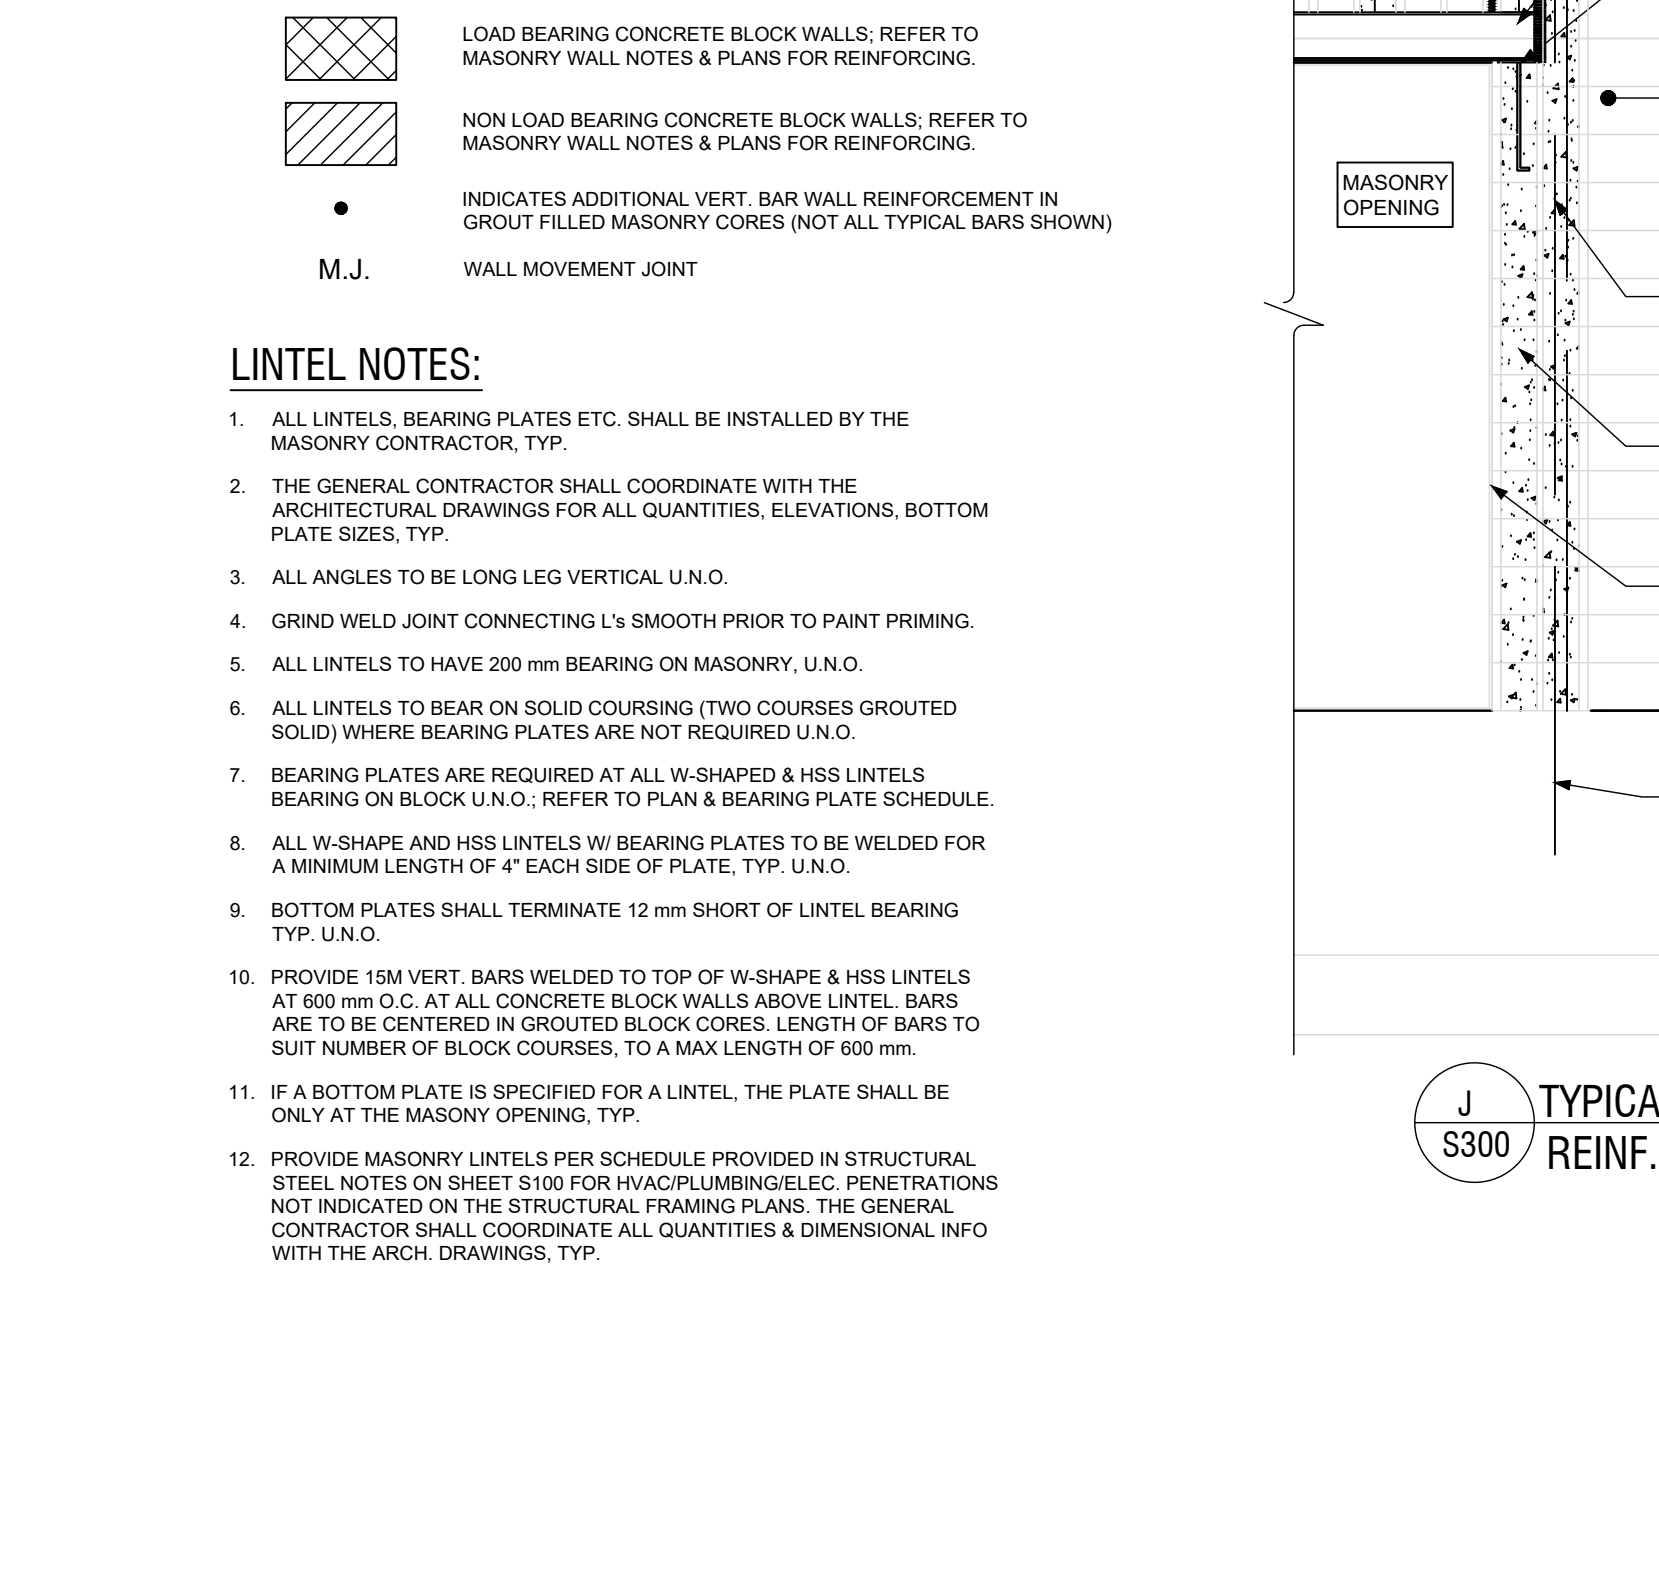 LOAD BEARING CONCRETE BLOCK WALLS; REFER TO
MASONRY WALL NOTES & PLANS FOR REINFORCING.
NON LOAD BEARING CONCRETE BLOCK WALLS; REFER TO
MASONRY WALL NOTES & PLANS FOR REINFORCING.
INDICATES ADDITIONAL VERT. BAR WALL REINFORCEMENT IN
GROUT FILLED MASONRY CORES (NOT ALL TYPICAL BARS SHOWN)
M.J. WALL MOVEMENT JOINT
LINTEL NOTES:
1. ALL LINTELS, BEARING PLATES ETC. SHALL BE INSTALLED BY THE
MASONRY CONTRACTOR, TYP.
2. THE GENERAL CONTRACTOR SHALL COORDINATE WITH THE
ARCHITECTURAL DRAWINGS FOR ALL QUANTITIES, ELEVATIONS, BOTTOM
PLATE SIZES, TYP.
3. ALL ANGLES TO BE LONG LEG VERTICAL U.N.O.
4. GRIND WELD JOINT CONNECTING L's SMOOTH PRIOR TO PAINT PRIMING.
5. ALL LINTELS TO HAVE 200 mm BEARING ON MASONRY, U.N.O.
6. ALL LINTELS TO BEAR ON SOLID COURSING (TWO COURSES GROUTED
SOLID) WHERE BEARING PLATES ARE NOT REQUIRED U.N.O.
7. BEARING PLATES ARE REQUIRED AT ALL W-SHAPED & HSS LINTELS
BEARING ON BLOCK U.N.O.; REFER TO PLAN & BEARING PLATE SCHEDULE.
8. ALL W-SHAPE AND HSS LINTELS W/ BEARING PLATES TO BE WELDED FOR
A MINIMUM LENGTH OF 4" EACH SIDE OF PLATE, TYP. U.N.O.
9. BOTTOM PLATES SHALL TERMINATE 12 mm SHORT OF LINTEL BEARING
TYP. U.N.O.
10. PROVIDE 15M VERT. BARS WELDED TO TOP OF W-SHAPE & HSS LINTELS
AT 600 mm O.C. AT ALL CONCRETE BLOCK WALLS ABOVE LINTEL. BARS
ARE TO BE CENTERED IN GROUTED BLOCK CORES. LENGTH OF BARS TO
SUIT NUMBER OF BLOCK COURSES, TO A MAX LENGTH OF 600 mm.
11. IF A BOTTOM PLATE IS SPECIFIED FOR A LINTEL, THE PLATE SHALL BE
ONLY AT THE MASONY OPENING, TYP.
12. PROVIDE MASONRY LINTELS PER SCHEDULE PROVIDED IN STRUCTURAL
STEEL NOTES ON SHEET S100 FOR HVAC/PLUMBING/ELEC. PENETRATIONS
NOT INDICATED ON THE STRUCTURAL FRAMING PLANS. THE GENERAL
CONTRACTOR SHALL COORDINATE ALL QUANTITIES & DIMENSIONAL INFO
WITH THE ARCH. DRAWINGS, TYP.
MASONRY
OPENING
J
S300
TYPICA
REINF.